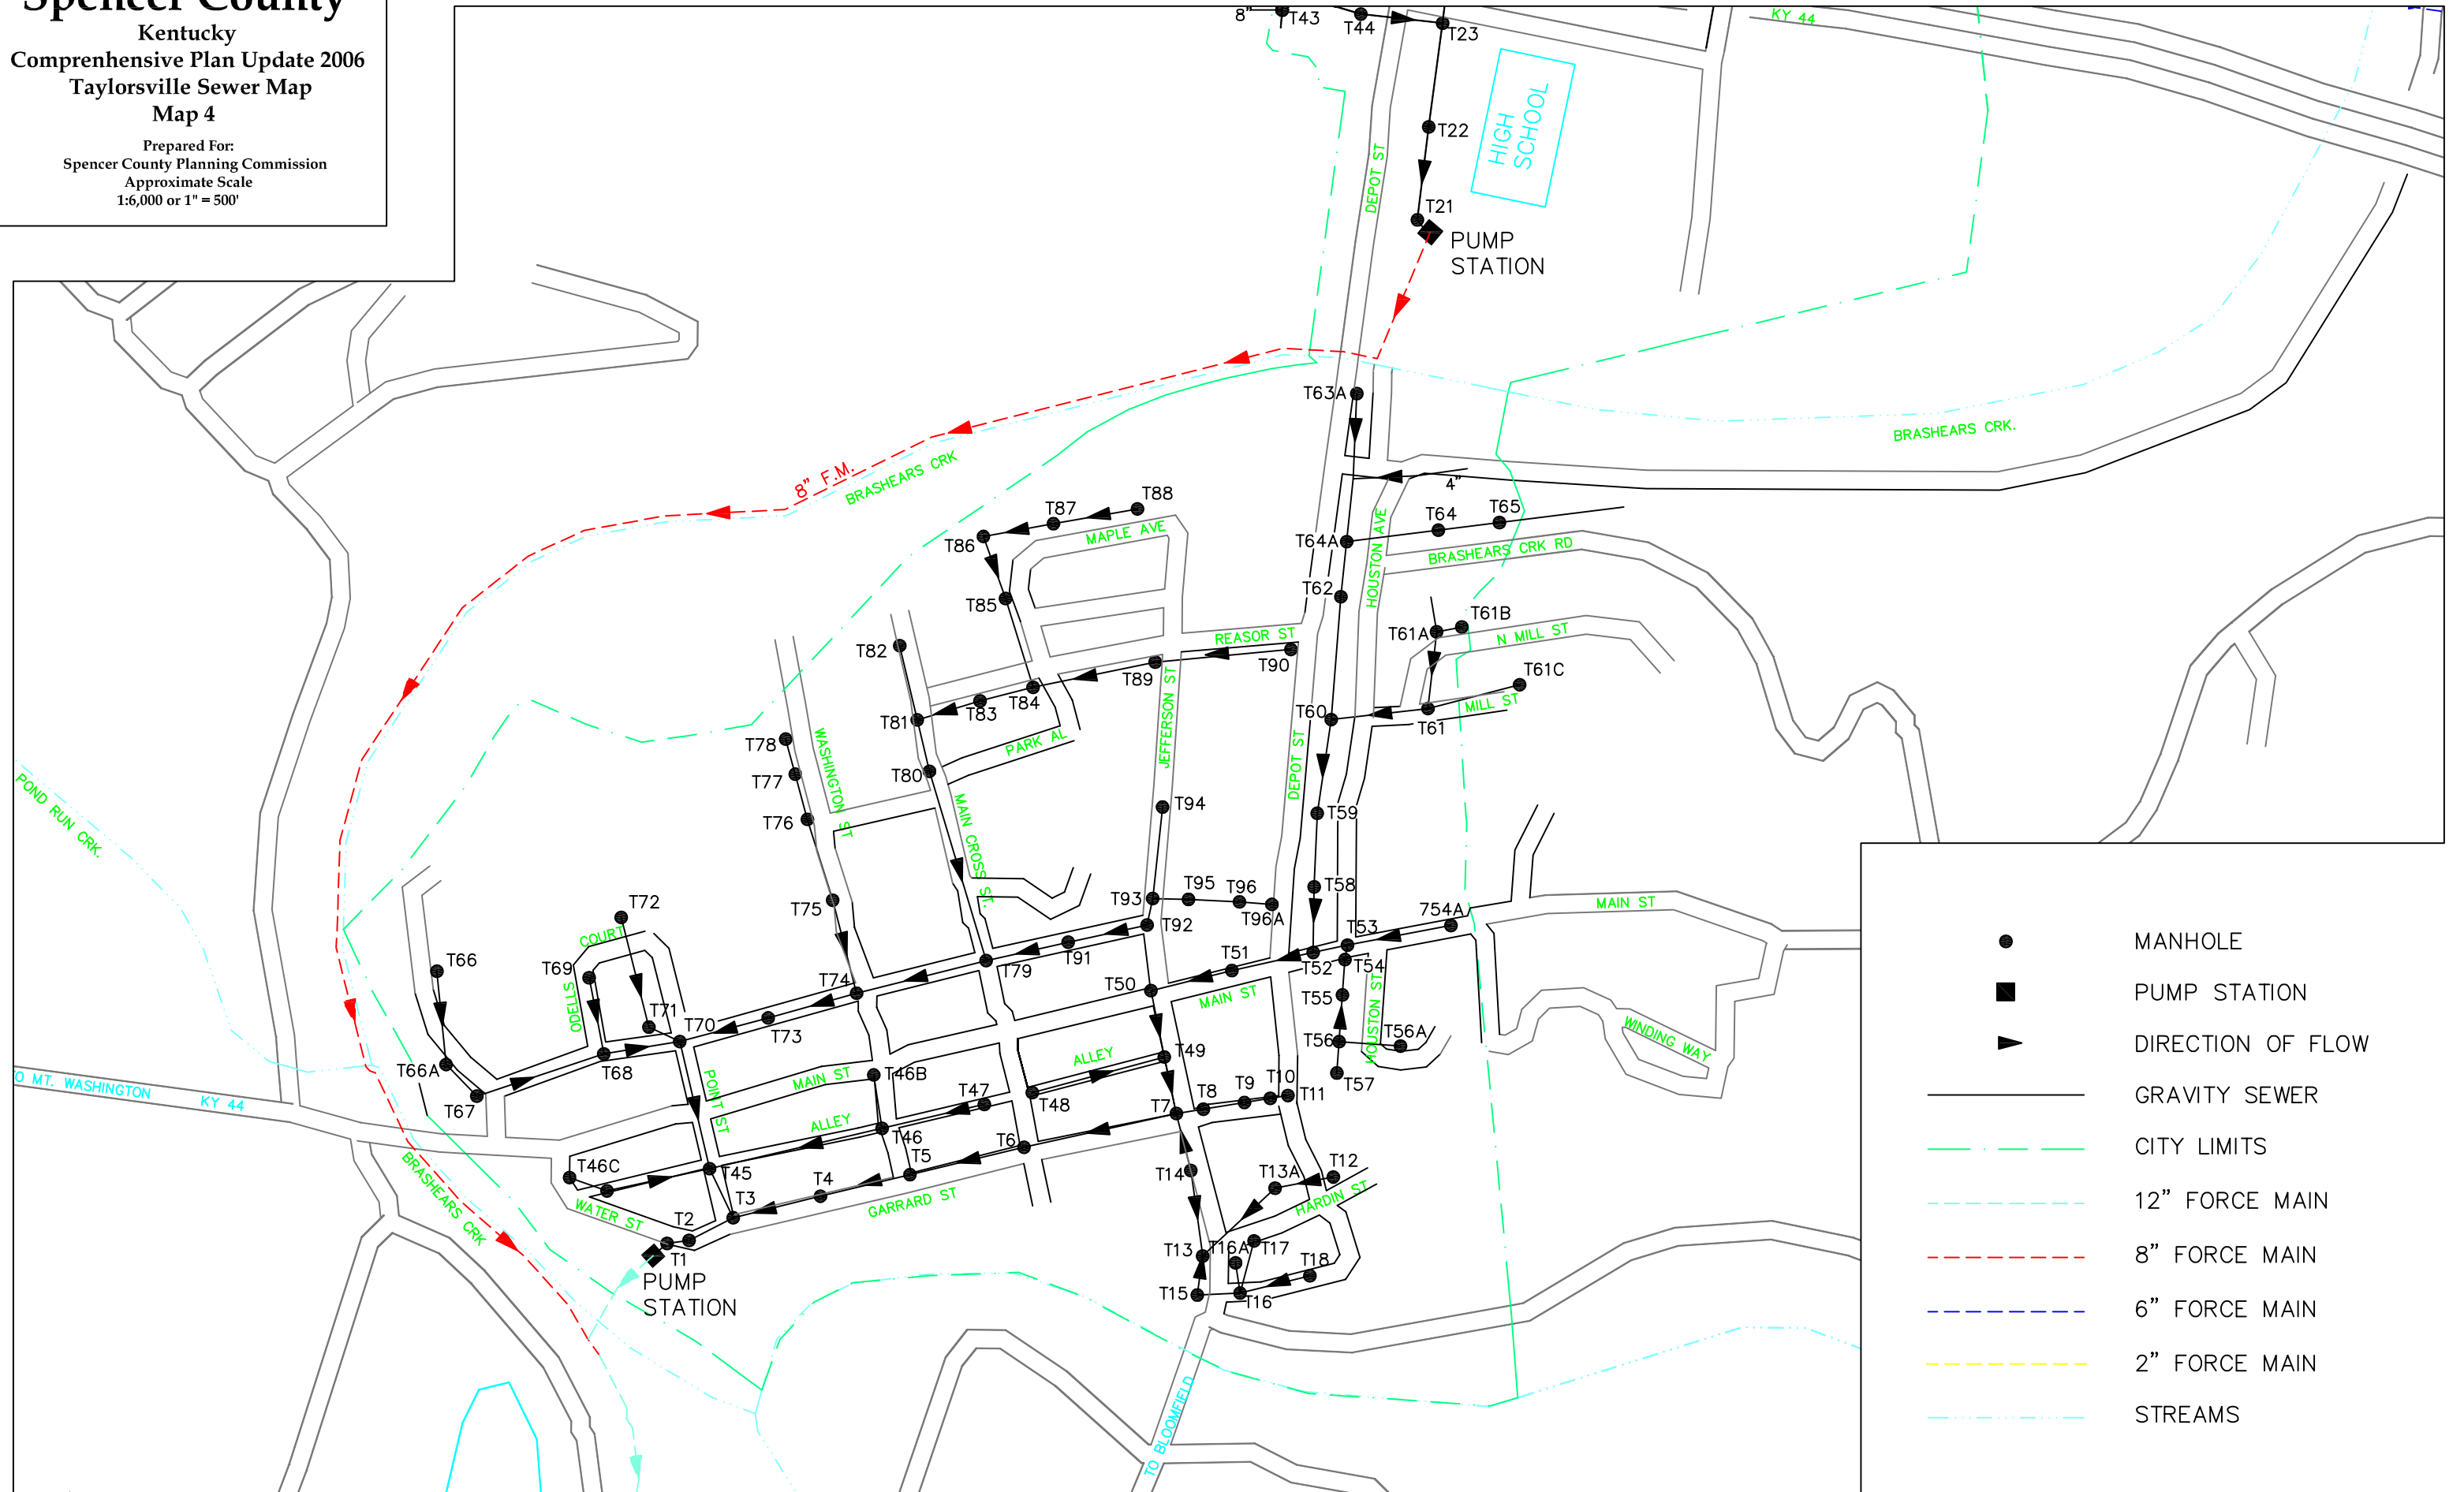 Spencer County
Kentucky
Comprenhensive Plan Update 2006
Taylorsville Sewer Map
Map 4
Prepared For:
Spencer County Planning Commission
Approximate Scale
1:6,000 or 1" = 500'
8"
T43
T44
T23
KY 44
HIGH
SCHOOL
T22
DEPOT ST
T21
PUMP
STATION
T63A
BRASHEARS CRK.
8" F.M.
BRASHEARS CRK
4"
T88
T87
T86
MAPLE AVE
T65
T64
T64A
HOUSTON AVE
BRASHEARS CRK RD
T62
T85
T61B
T61A
N MILL ST
REASOR ST
T90
T82
T89
T61C
T84
T83
T81
JEFFERSON ST
T60
T61
MILL ST
T78
WASHINGTON ST
PARK AL
DEPOT ST
T77
T80
POND RUN CRK.
T76
MAIN CROSS ST.
T94
T59
T58
T75
T93
T95
T96
T96A
754A
MAIN ST
T72
COURT
T92
T53
T91
T66
T69
T79
T51
T52
T54
T74
T50
MAIN ST
T55
HOUSTON ST
ODELLS
T71
T70
T73
WINDING WAY
T56
T56A
T68
T66A
T49
ALLEY
T57
T67
POINT ST
MAIN ST
T46B
T47
T48
T8
T9
T10
T11
T7
TO MT. WASHINGTON
KY 44
ALLEY
T46
T6
T46C
T45
T5
T4
T14
T13A
T12
BRASHEARS CRK
WATER ST
T3
GARRARD ST
HARDIN ST
T2
T1
T13
T16A
T17
T18
PUMP
STATION
T15
T16
TO BLOOMFIELD
MANHOLE
PUMP STATION
DIRECTION OF FLOW
GRAVITY SEWER
CITY LIMITS
12" FORCE MAIN
8" FORCE MAIN
6" FORCE MAIN
2" FORCE MAIN
STREAMS